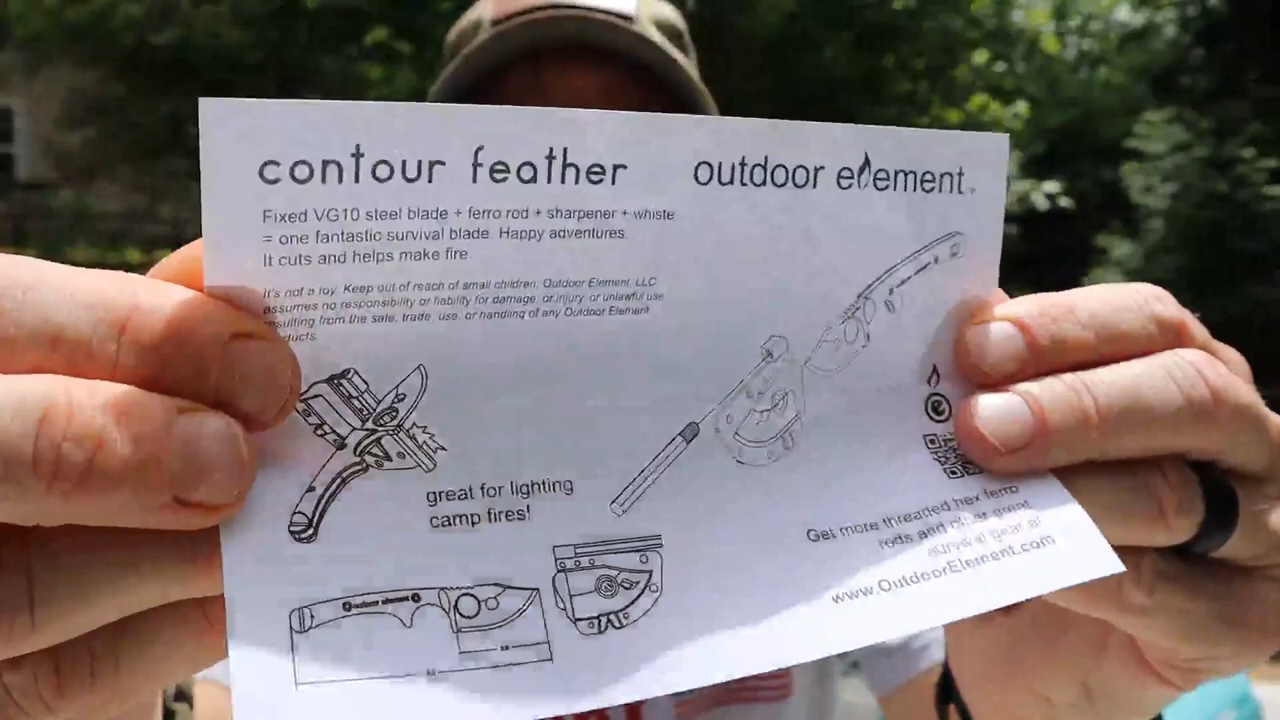 contour feather
outdoor element
Fixed VG10 steel blade + ferro rod + sharpener + whiste
= one fantastic survival blade. Happy adventures.
It cuts and helps make fire.
It's not a toy. Keep out of reach of small children. Outdoor Element, LLC
assumes no responsibility or liability for damage, or injury, or unlawful use
resulting from the sale, trade, use, or handling of any Outdoor Element
ducts.
great for lighting
camp fires!
outdoor element
Get more threaded hex ferro
rods and other great
survival gear at
www.OutdoorElement.com